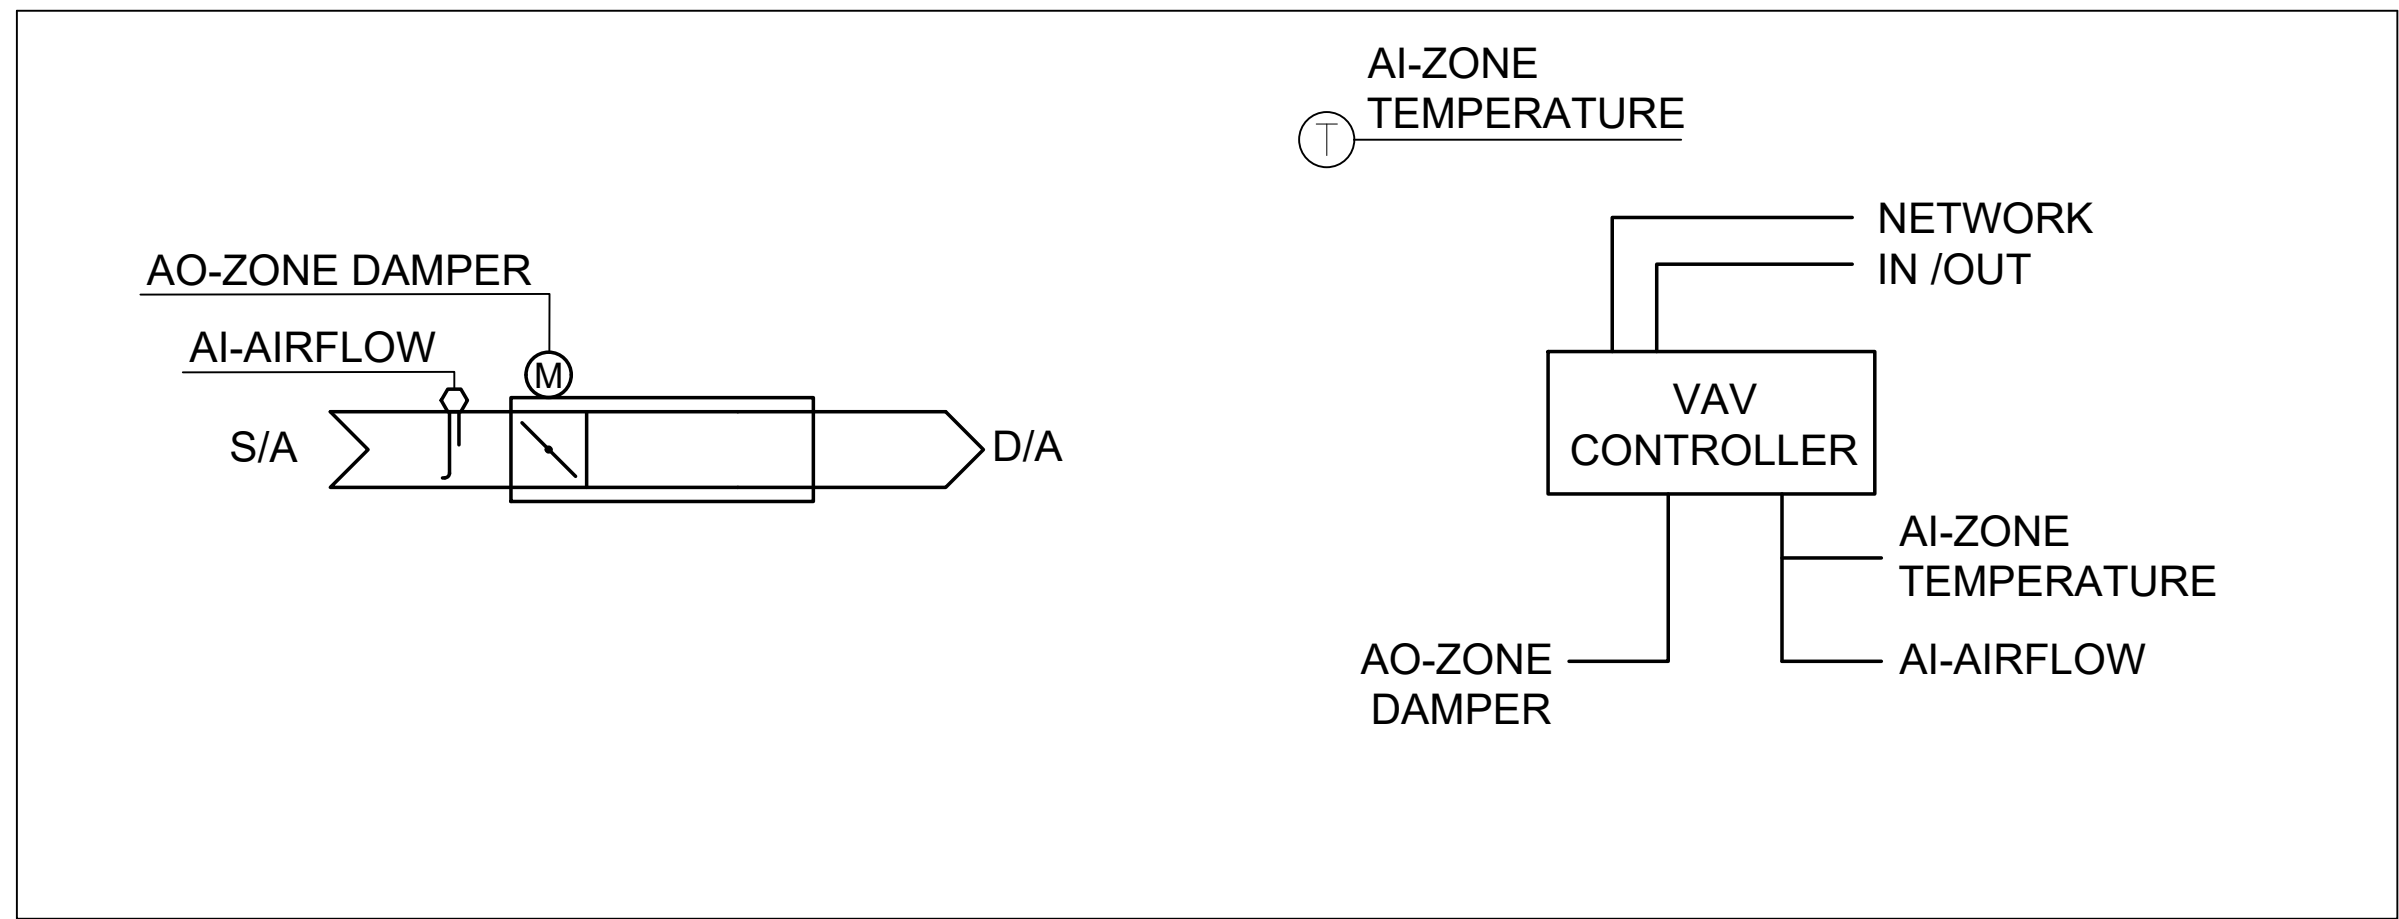 AI-ZONE
TEMPERATURE
T
NETWORK
IN /OUT
AO-ZONE DAMPER
AI-AIRFLOW
M
S/A
D/A
VAV
CONTROLLER
AI-ZONE
TEMPERATURE
AO-ZONE
DAMPER
AI-AIRFLOW